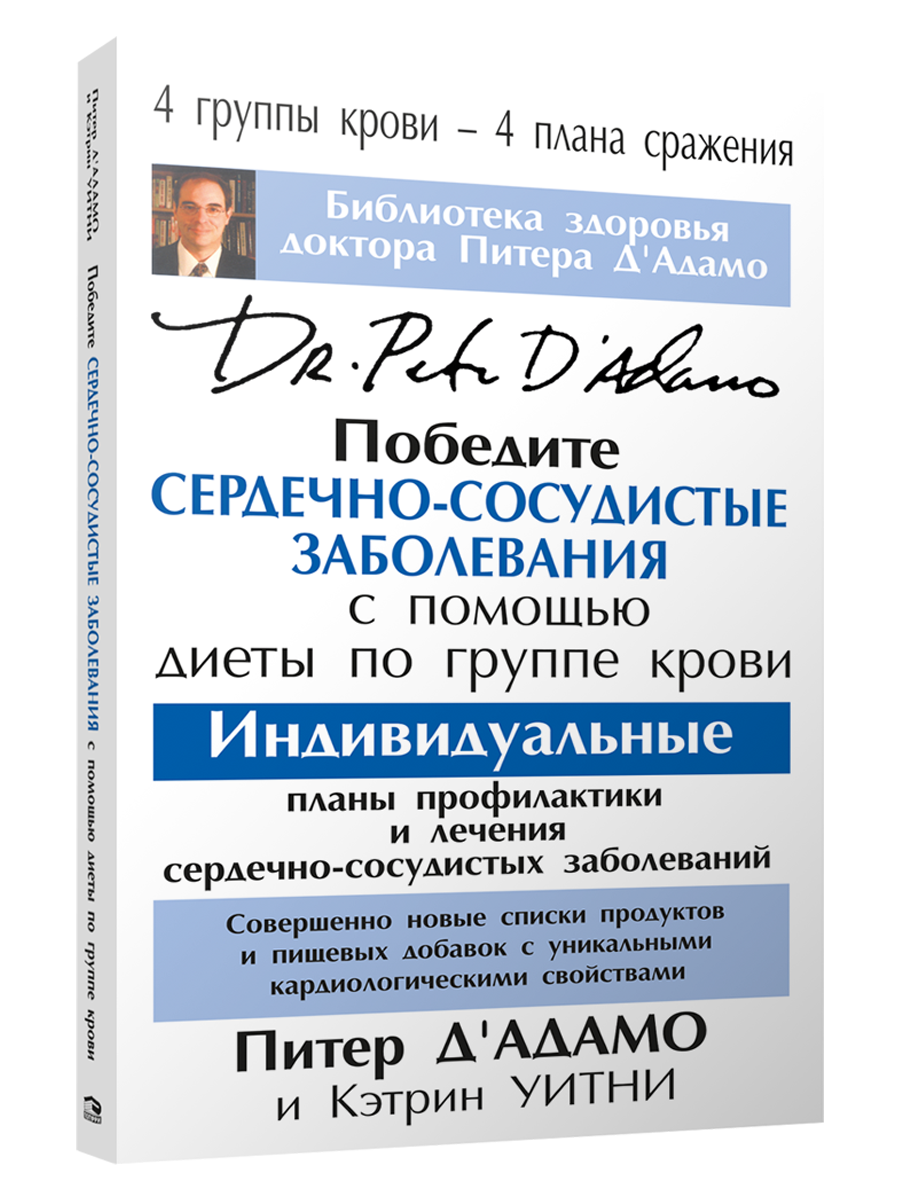 4 группы крови – 4 плана сражения
Библиотека здоровья
доктора Питера Д'Адамо
Dr. Peter D'Adamo
Победите
СЕРДЕЧНО-СОСУДИСТЫЕ
ЗАБОЛЕВАНИЯ
с помощью
диеты по группе крови
Индивидуальные
планы профилактики
и лечения
сердечно-сосудистых заболеваний
Совершенно новые списки продуктов
и пищевых добавок с уникальными
кардиологическими свойствами
Питер Д'АДАМО
и Кэтрин УИТНИ
Питер Д'АДАМО
и Кэтрин УИТНИ
Победите СЕРДЕЧНО-СОСУДИСТЫЕ ЗАБОЛЕВАНИЯ с помощью диеты по группе крови